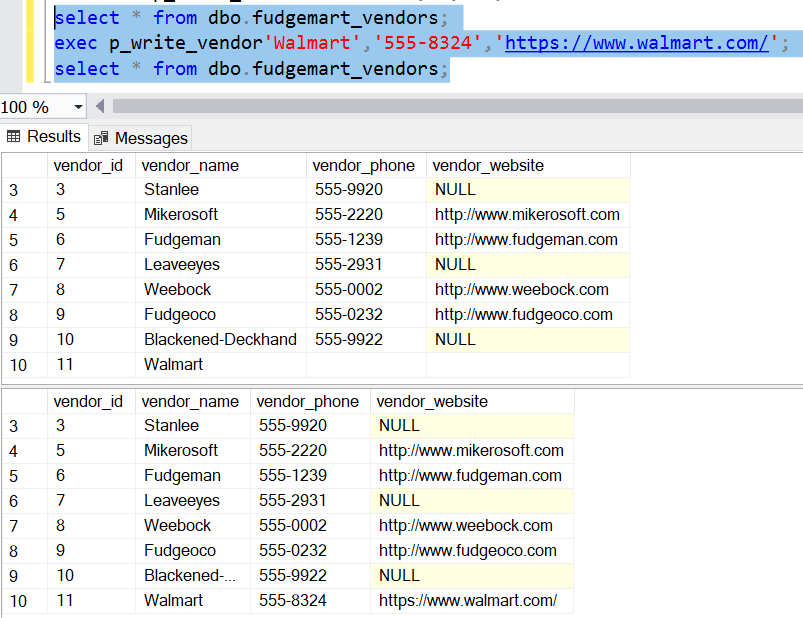 select * from dbo.fudgemart_vendors;
exec p_write_vendor'Walmart','555-8324','https://www.walmart.com/';
select * from dbo.fudgemart_vendors;
100 %
Results Messages
vendor_id vendor_name vendor_phone vendor_website
3 3 Stanlee 555-9920 NULL
4 5 Mikerosoft 555-2220 http://www.mikerosoft.com
5 6 Fudgeman 555-1239 http://www.fudgeman.com
6 7 Leaveeyes 555-2931 NULL
7 8 Weebock 555-0002 http://www.weebock.com
8 9 Fudgeoco 555-0232 http://www.fudgeoco.com
9 10 Blackened-Deckhand 555-9922 NULL
10 11 Walmart
vendor_id vendor_name vendor_phone vendor_website
3 3 Stanlee 555-9920 NULL
4 5 Mikerosoft 555-2220 http://www.mikerosoft.com
5 6 Fudgeman 555-1239 http://www.fudgeman.com
6 7 Leaveeyes 555-2931 NULL
7 8 Weebock 555-0002 http://www.weebock.com
8 9 Fudgeoco 555-0232 http://www.fudgeoco.com
9 10 Blackened-... 555-9922 NULL
10 11 Walmart 555-8324 https://www.walmart.com/